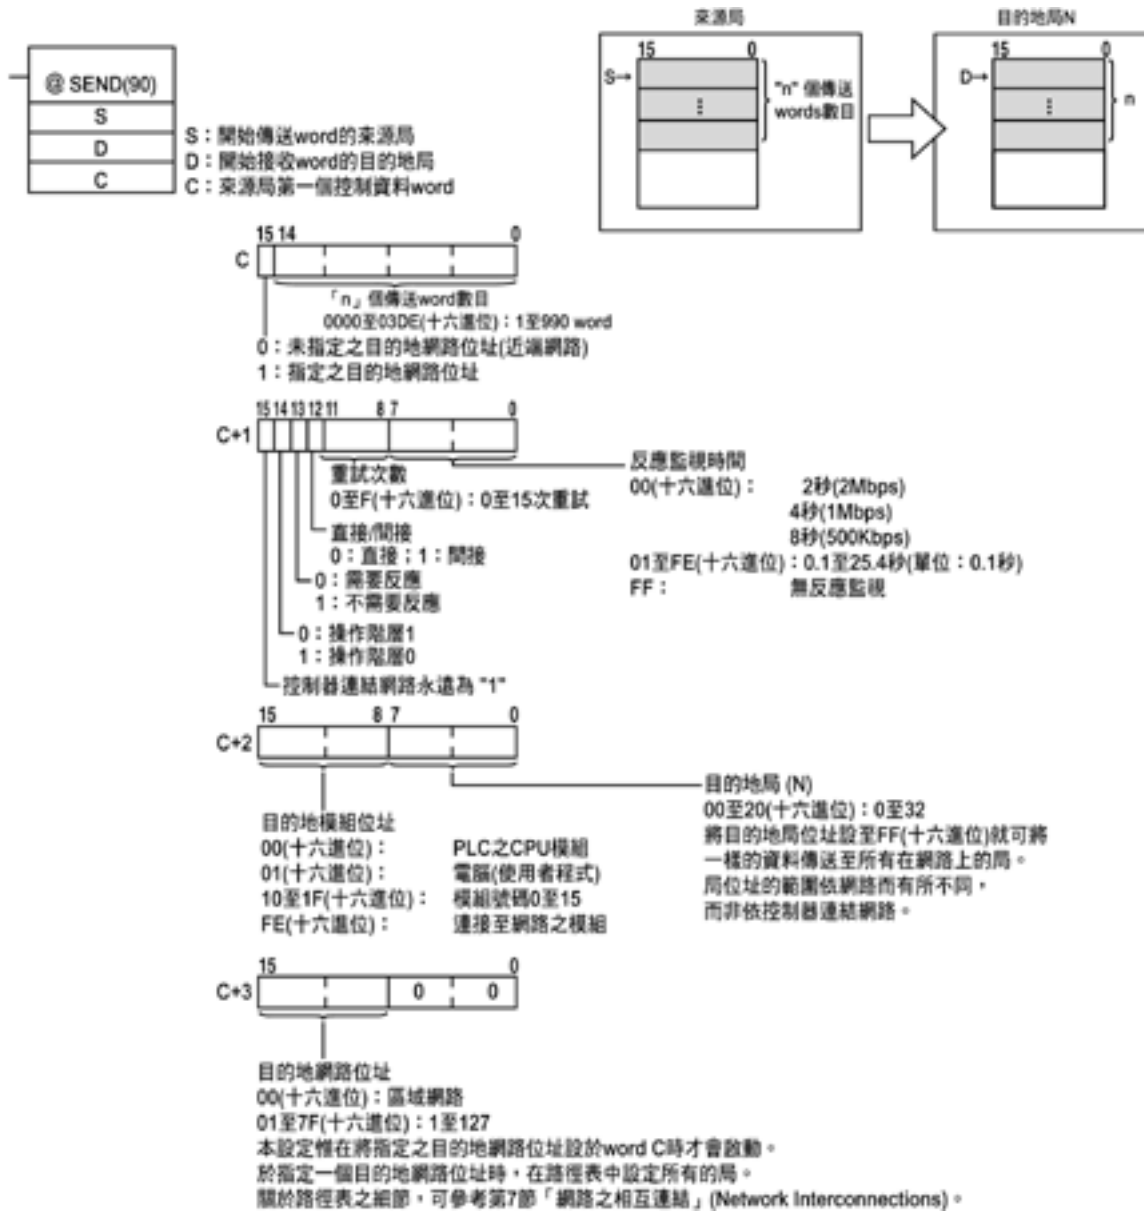 來源局
目的地局N
@ SEND(90)
S
D
C
S：開始傳送word的來源局
D：開始接收word的目的地局
C：來源局第一個控制資料word
15 0
S→
"n" 個傳送
words數目
15 0
D→
n
15 14 0
C
「n」個傳送word數目
0000至03DE(十六進位)：1至990 word
0：未指定之目的地網路位址(近端網路)
1：指定之目的地網路位址
15 14 13 12 11 8 7 0
C+1
重試次數
0至F(十六進位)：0至15次重試
直接/間接
0：直接；1：間接
0：需要反應
1：不需要反應
0：操作階層1
1：操作階層0
控制器連結網路永遠為 "1"
反應監視時間
00(十六進位)： 2秒(2Mbps)
4秒(1Mbps)
8秒(500Kbps)
01至FE(十六進位)：0.1至25.4秒(單位：0.1秒)
FF： 無反應監視
15 8 7 0
C+2
目的地模組位址
00(十六進位)： PLC之CPU模組
01(十六進位)： 電腦(使用者程式)
10至1F(十六進位)： 模組號碼0至15
FE(十六進位)： 連接至網路之模組
目的地局 (N)
00至20(十六進位)：0至32
將目的地局位址設至FF(十六進位)就可將
一樣的資料傳送至所有在網路上的局。
局位址的範圍依網路而有所不同，
而非依控制器連結網路。
15 0
C+3
0 0
目的地網路位址
00(十六進位)：區域網路
01至7F(十六進位)：1至127
本設定惟在將指定之目的地網路位址設於word C時才會啟動。
於指定一個目的地網路位址時，在路徑表中設定所有的局。
關於路徑表之細節，可參考第7節「網路之相互連結」(Network Interconnections)。